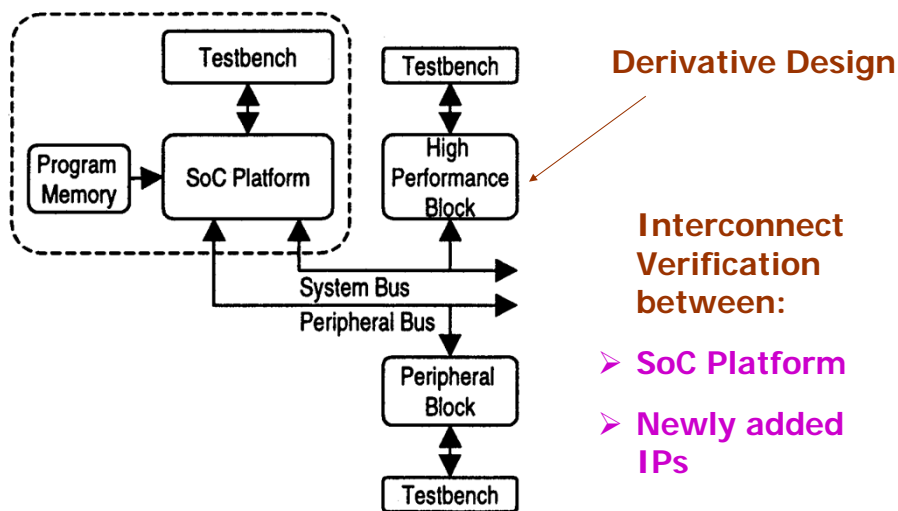 Testbench
Program
Memory
SoC Platform
Testbench
High
Performance
Block
System Bus
Peripheral Bus
Peripheral
Block
Testbench
Derivative Design
Interconnect
Verification
between:
➢ SoC Platform
➢ Newly added
IPs